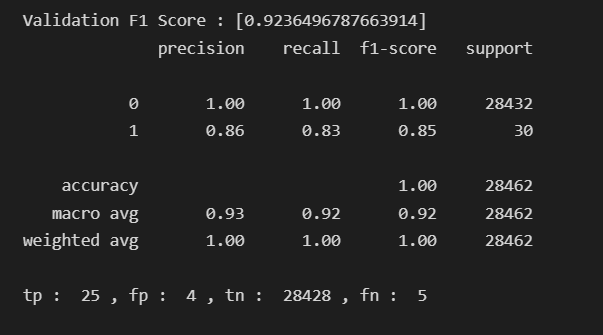 Validation F1 Score : [0.9236496787663914]
precision recall f1-score support
0 1.00 1.00 1.00 28432
1 0.86 0.83 0.85 30
accuracy 1.00 28462
macro avg 0.93 0.92 0.92 28462
weighted avg 1.00 1.00 1.00 28462
tp : 25 , fp : 4 , tn : 28428 , fn : 5